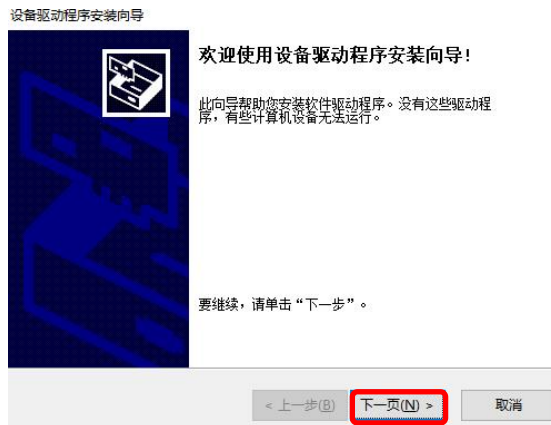 设备驱动程序安装向导
欢迎使用设备驱动程序安装向导!
此向导帮助您安装软件驱动程序。没有这些驱动程
序，有些计算机设备无法运行。
要继续，请单击“下一步”。
< 上一步(B) 下一页(N) > 取消